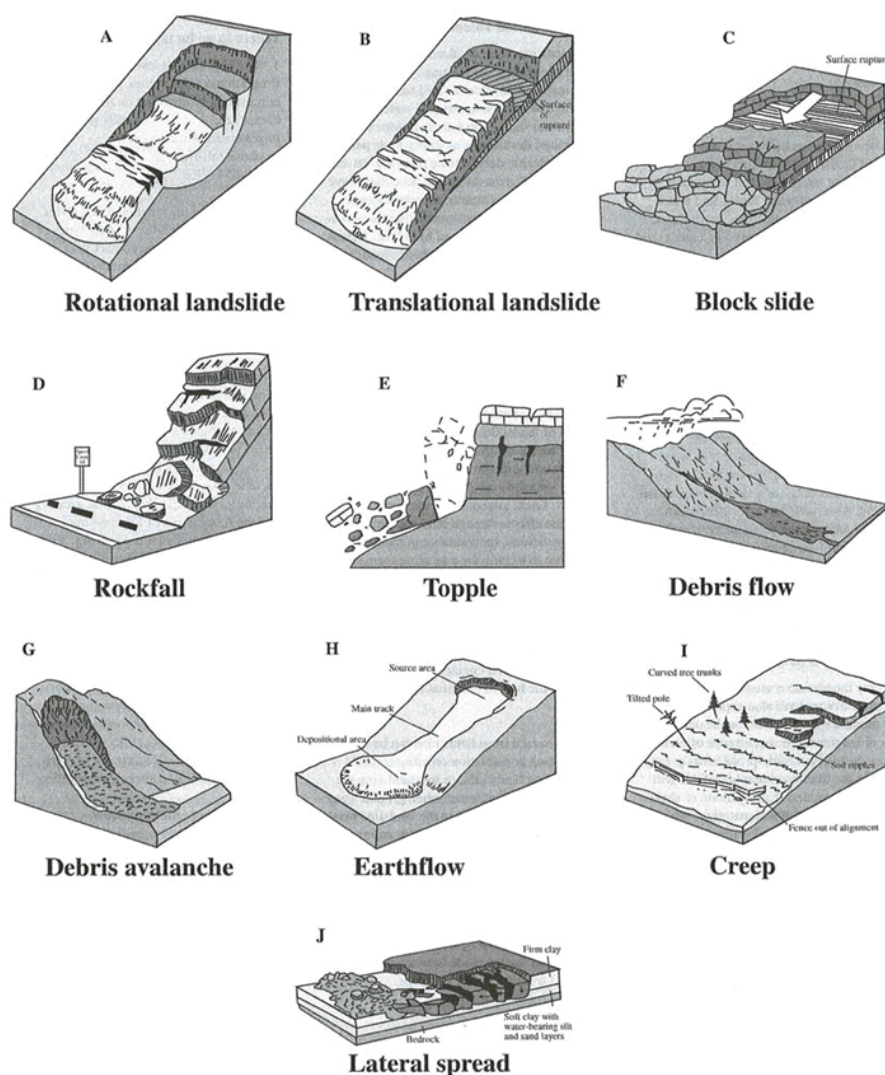 A
B
C
Surface rupture
Surface
of
rupture
Toe
Rotational landslide
Translational landslide
Block slide
D
E
F
Rockfall
Topple
Debris flow
G
H
I
Source area
Curved tree trunks
Main track
Tilted pole
Depositional area
Soil ripples
Fence out of alignment
Debris avalanche
Earthflow
Creep
J
Firm clay
Soft clay with
water-bearing silt
and sand layers
Bedrock
Lateral spread